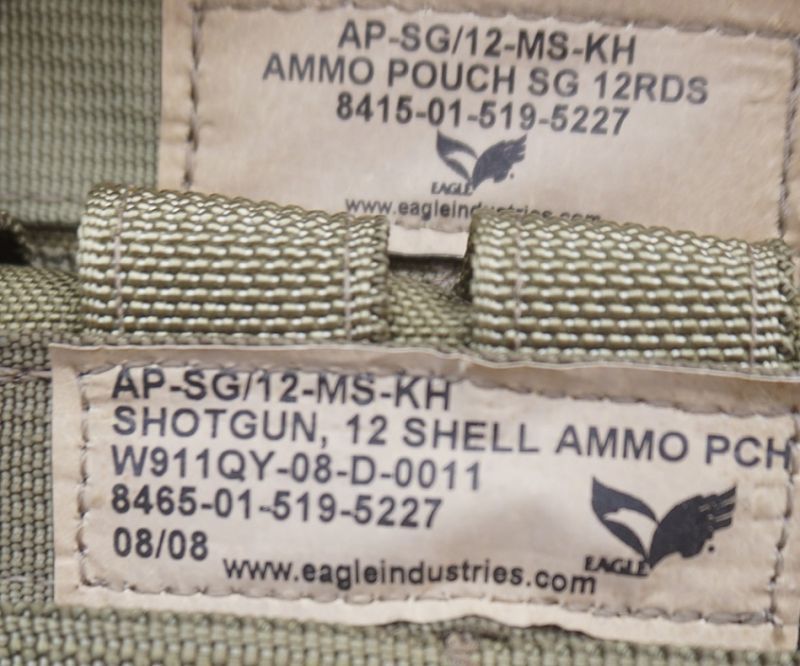 AP-SG/12-MS-KH
AMMO POUCH SG 12RDS
8415-01-519-5227
EAGLE
www.eagleindustries.com
AP-SG/12-MS-KH
SHOTGUN, 12 SHELL AMMO PCH
W911QY-08-D-0011
8465-01-519-5227
08/08
EAGLE
www.eagleindustries.com